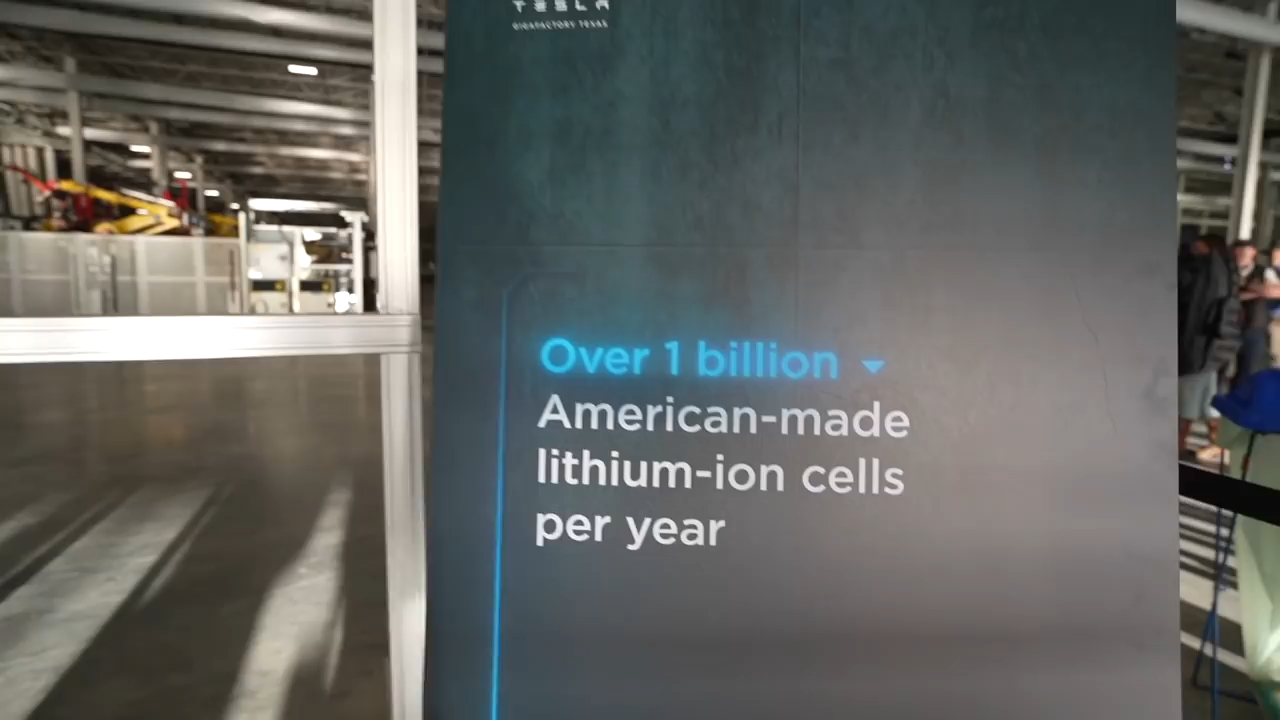 TESLA
GIGAFACTORY TEXAS
Over 1 billion
American-made
lithium-ion cells
per year